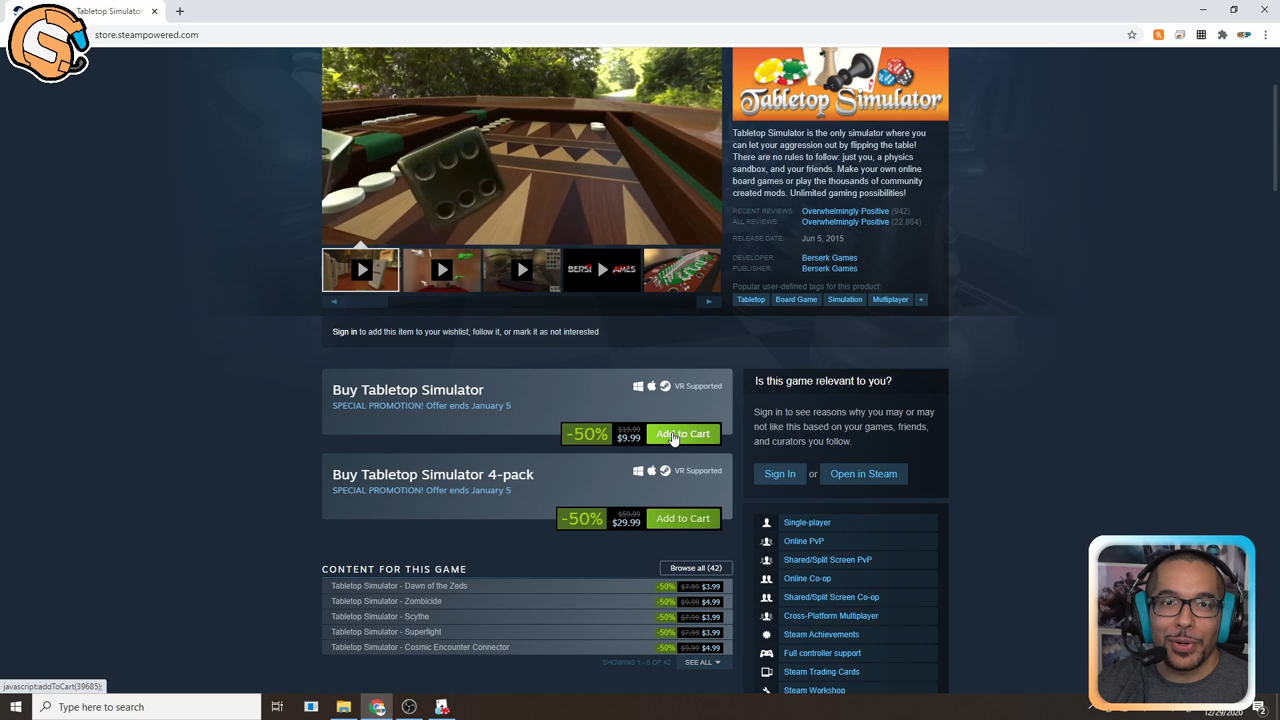 Tabletop Simulator
store.steampowered.com
Tabletop Simulator
Tabletop Simulator is the only simulator where you
can let your aggression out by flipping the table!
There are no rules to follow: just you, a physics
sandbox, and your friends. Make your own online
board games or play the thousands of community
created mods. Unlimited gaming possibilities!
RECENT REVIEWS: Overwhelmingly Positive (942)
ALL REVIEWS: Overwhelmingly Positive (22,864)
RELEASE DATE: Jun 5, 2015
DEVELOPER: Berserk Games
PUBLISHER: Berserk Games
Popular user-defined tags for this product:
Tabletop Board Game Simulation Multiplayer +
Sign in to add this item to your wishlist, follow it, or mark it as not interested
Buy Tabletop Simulator
VR Supported
SPECIAL PROMOTION! Offer ends January 5
-50% $19.99 $9.99 Add to Cart
Buy Tabletop Simulator 4-pack
VR Supported
SPECIAL PROMOTION! Offer ends January 5
-50% $59.99 $29.99 Add to Cart
CONTENT FOR THIS GAME Browse all (42)
Tabletop Simulator - Dawn of the Zeds -50% $7.99 $3.99
Tabletop Simulator - Zombicide -50% $9.99 $4.99
Tabletop Simulator - Scythe -50% $7.99 $3.99
Tabletop Simulator - Superfight -50% $7.99 $3.99
Tabletop Simulator - Cosmic Encounter Connector -50% $9.99 $4.99
SHOWING 1 - 5 OF 42 SEE ALL
Is this game relevant to you?
Sign in to see reasons why you may or may
not like this based on your games, friends,
and curators you follow.
Sign In or Open in Steam
Single-player
Online PvP
Shared/Split Screen PvP
Online Co-op
Shared/Split Screen Co-op
Cross-Platform Multiplayer
Steam Achievements
Full controller support
Steam Trading Cards
Steam Workshop
javascript:addToCart(39685);
Type here to search
12/29/2020
2